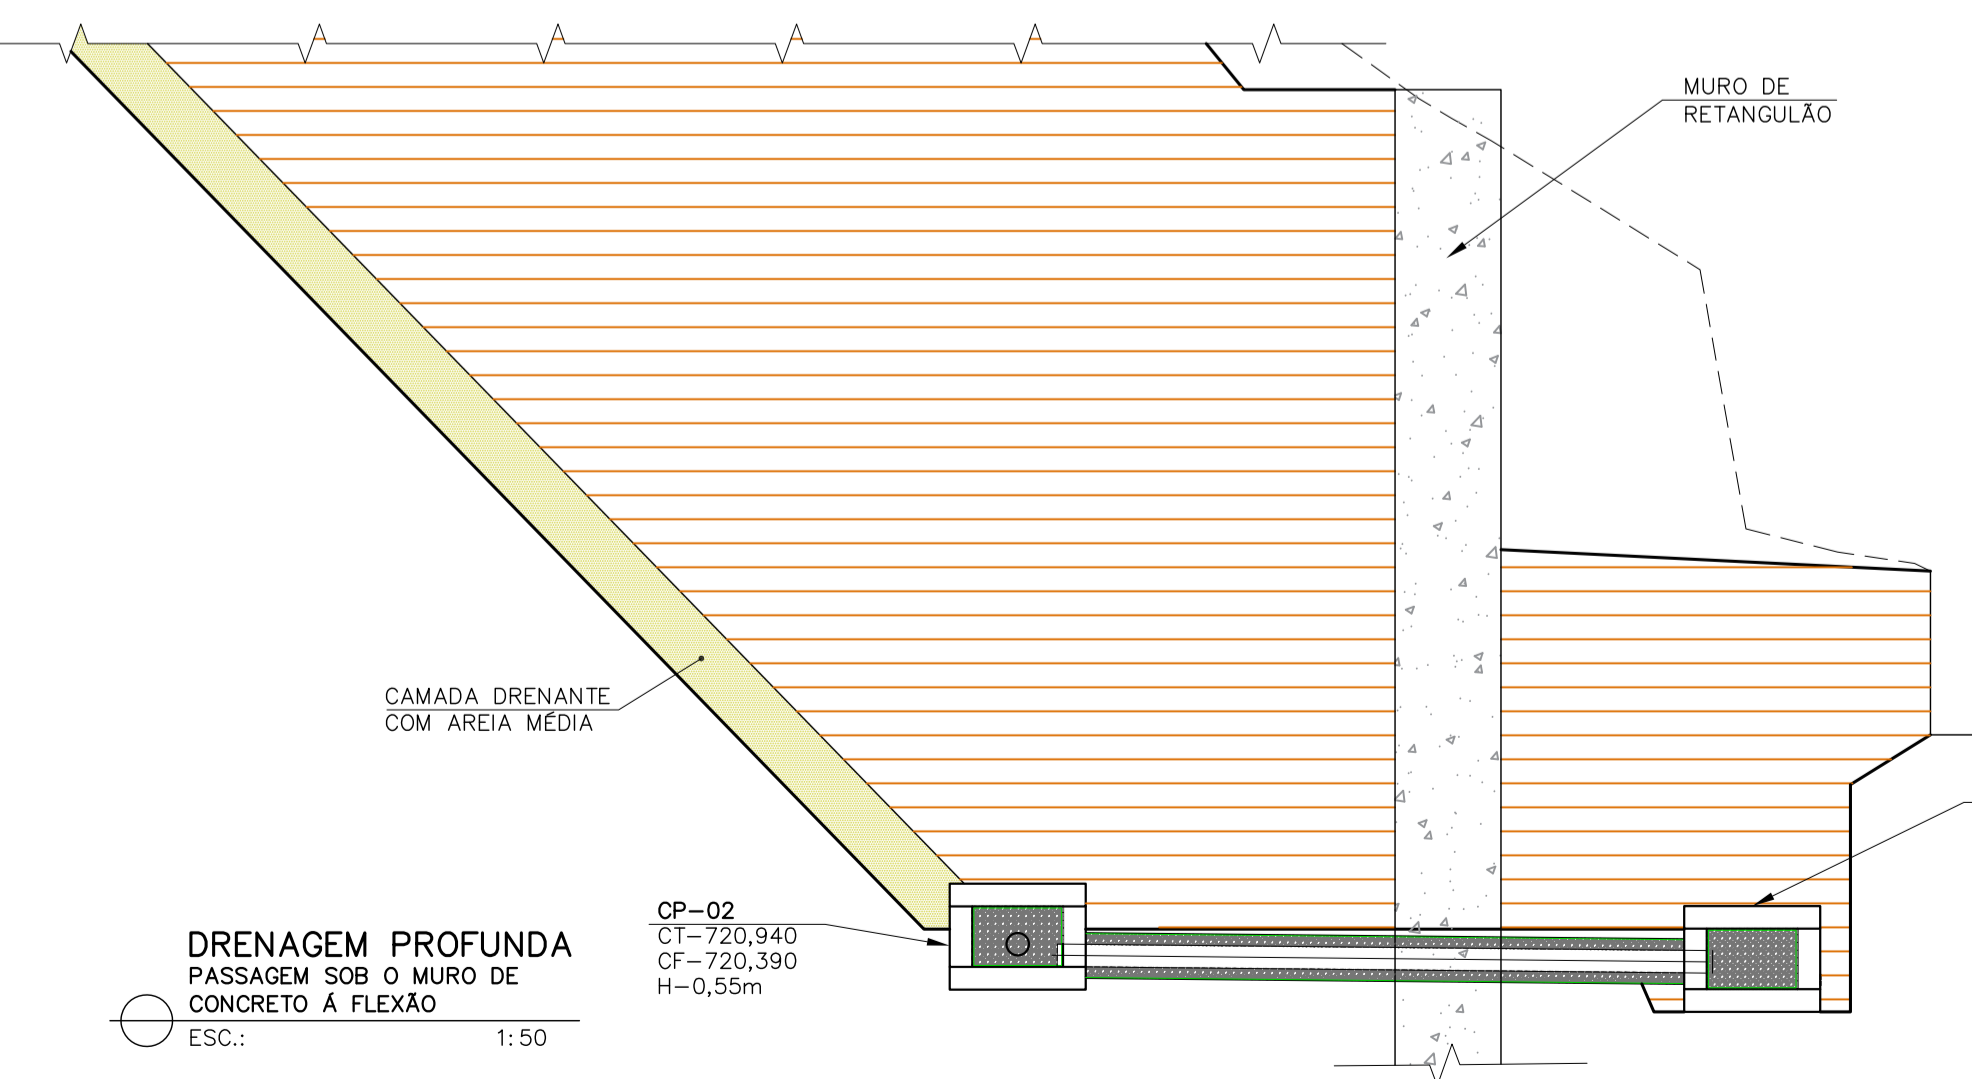 MURO DE
RETANGULÃO
CAMADA DRENANTE
COM AREIA MÉDIA
CP-02
CT-720,940
CF-720,390
H-0,55m
DRENAGEM PROFUNDA
PASSAGEM SOB O MURO DE
CONCRETO Á FLEXÃO
ESC.: 1:50